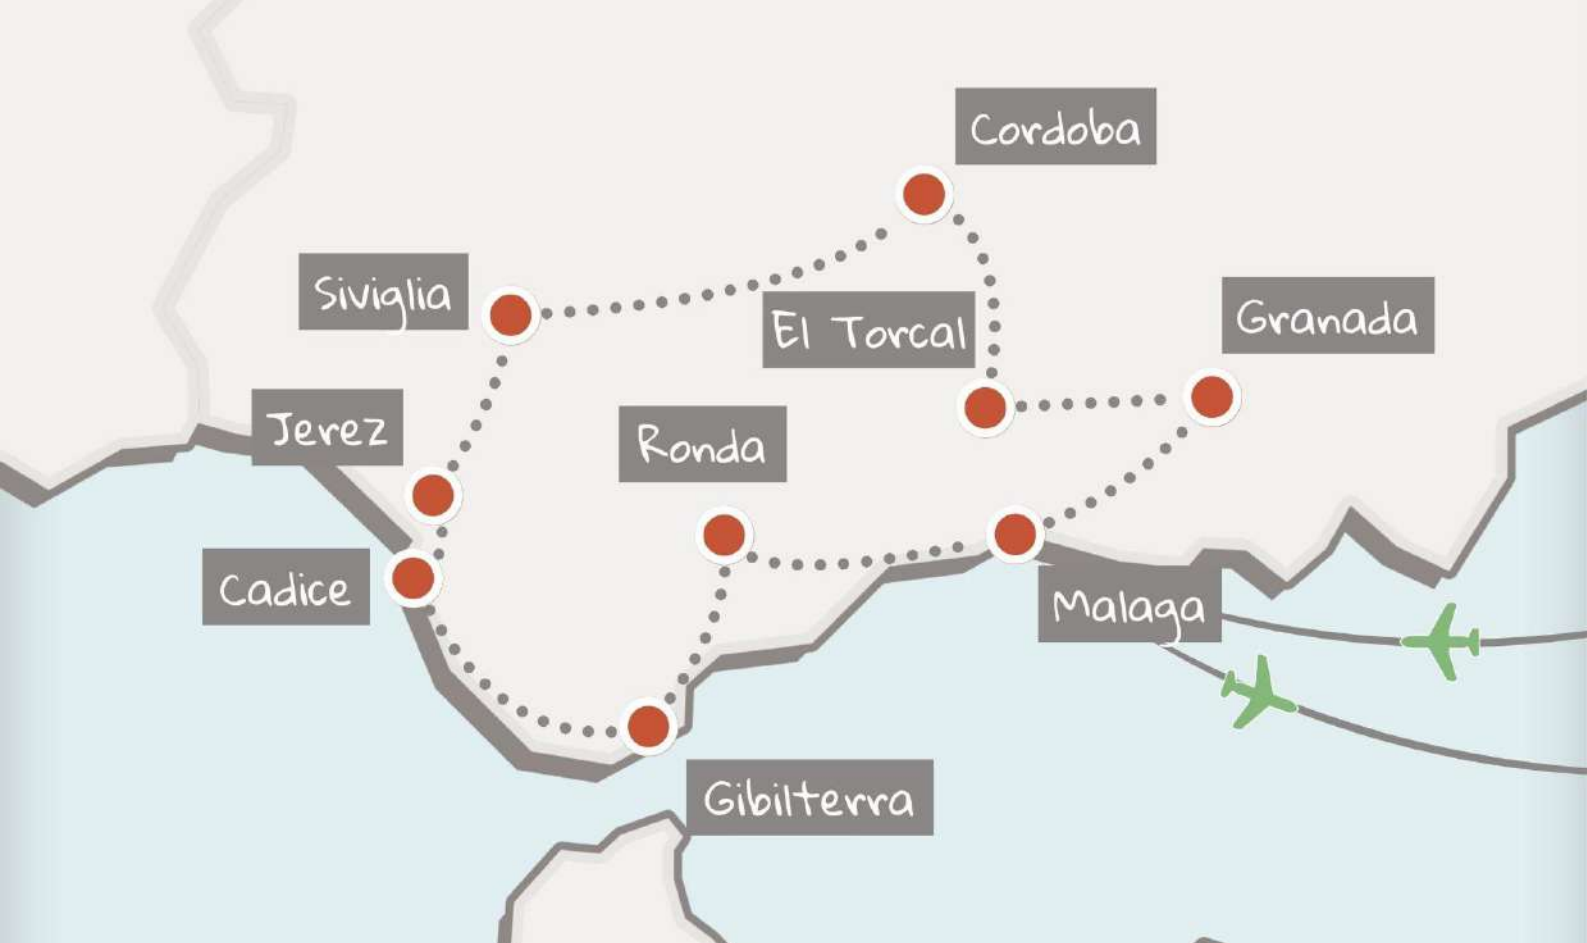 Cordoba
Siviglia
El Torcal
Granada
Jerez
Ronda
Cadice
Malaga
Gibilterra